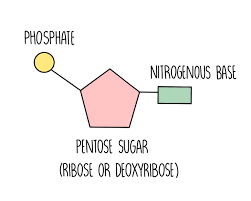 PHOSPHATE
NITROGENOUS BASE
PENTOSE SUGAR
(RIBOSE OR DEOXYRIBOSE)